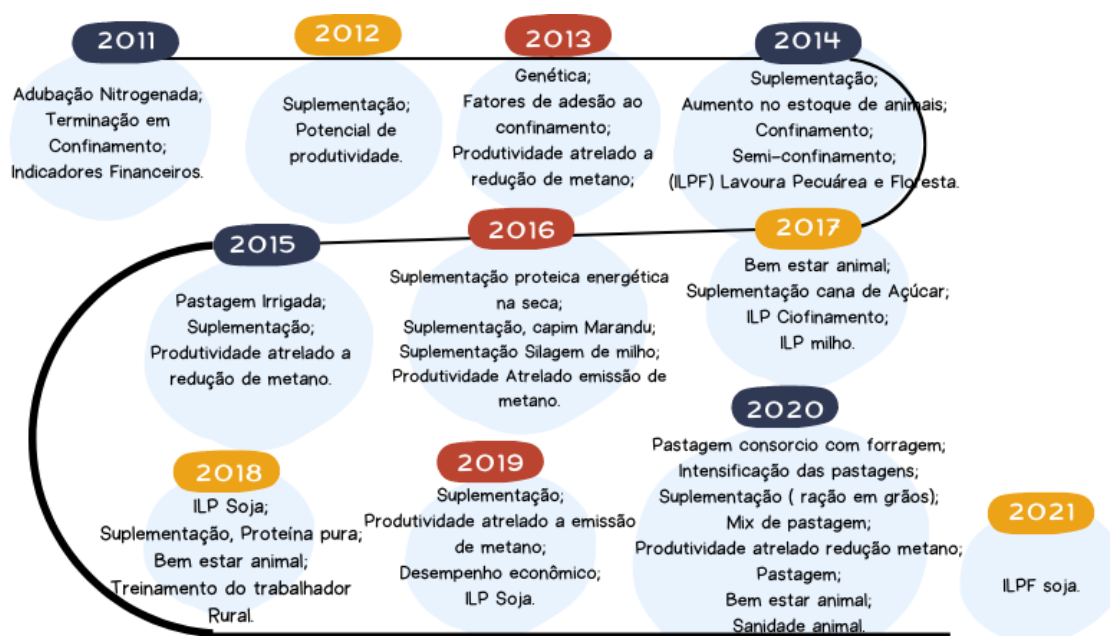 2011
Adubação Nitrogenada;
Terminação em
Confinamento;
Indicadores Financeiros.
2012
Suplementação;
Potencial de
produtividade.
2013
Genética;
Fatores de adesão ao
confinamento;
Produtividade atrelado a
redução de metano;
2014
Suplementação;
Aumento no estoque de animais;
Confinamento;
Semi-confinamento;
(ILPF) Lavoura Pecuárea e Floresta.
2015
Pastagem Irrigada;
Suplementação;
Produtividade atrelado a
redução de metano.
2016
Suplementação proteica energética
na seca;
Suplementação, capim Marandu;
Suplementação Silagem de milho;
Produtividade Atrelado emissão de
metano.
2017
Bem estar animal;
Suplementação cana de Açúcar;
ILP Ciofinamento;
ILP milho.
2018
ILP Soja;
Suplementação, Proteína pura;
Bem estar animal;
Treinamento do trabalhador
Rural.
2019
Suplementação;
Produtividade atrelado a emissão
de metano;
Desempenho econômico;
ILP Soja.
2020
Pastagem consorcio com forragem;
Intensificação das pastagens;
Suplementação ( ração em grãos);
Mix de pastagem;
Produtividade atrelado redução metano;
Pastagem;
Bem estar animal;
Sanidade animal.
2021
ILPF soja.